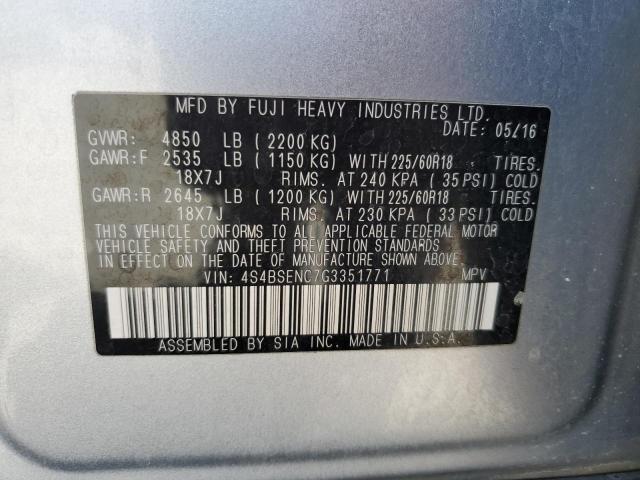 MFD BY FUJI HEAVY INDUSTRIES LTD.
DATE: 05/16
GVWR: 4850 LB ( 2200 KG)
GAWR:F 2535 LB ( 1150 KG) WITH 225/60R18 TIRES.
18X7J RIMS. AT 240 KPA ( 35 PSI) COLD
GAWR:R 2645 LB ( 1200 KG) WITH 225/60R18 TIRES.
18X7J RIMS. AT 230 KPA ( 33 PSI) COLD
THIS VEHICLE CONFORMS TO ALL APPLICABLE FEDERAL MOTOR
VEHICLE SAFETY AND THEFT PREVENTION STANDARDS IN
EFFECT ON THE DATE OF MANUFACTURE SHOWN ABOVE.
VIN: 4S4BSENC7G3351771 MPV
ASSEMBLED BY SIA INC. MADE IN U.S.A.